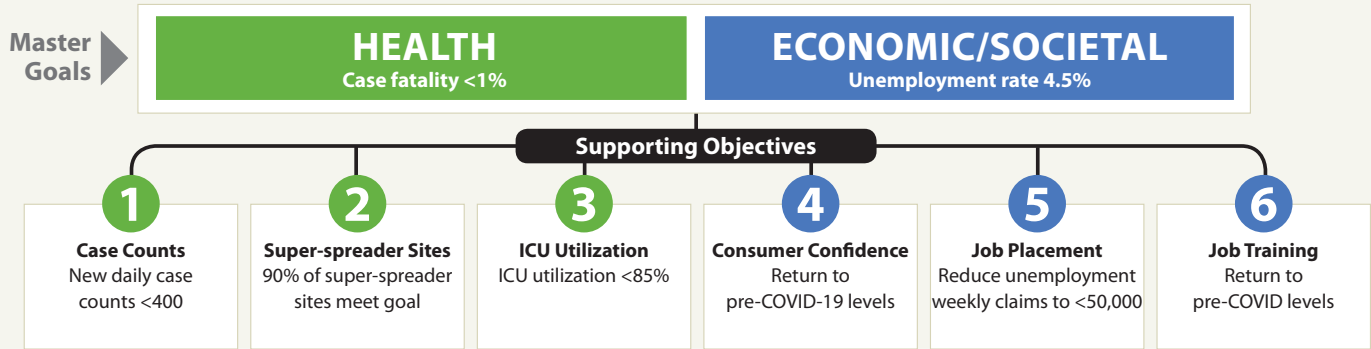 Master
Goals
HEALTH
Case fatality <1%
ECONOMIC/SOCIETAL
Unemployment rate 4.5%
Supporting Objectives
1
Case Counts
New daily case
counts <400
2
Super-spreader Sites
90% of super-spreader
sites meet goal
3
ICU Utilization
ICU utilization <85%
4
Consumer Confidence
Return to
pre-COVID-19 levels
5
Job Placement
Reduce unemployment
weekly claims to <50,000
6
Job Training
Return to
pre-COVID levels